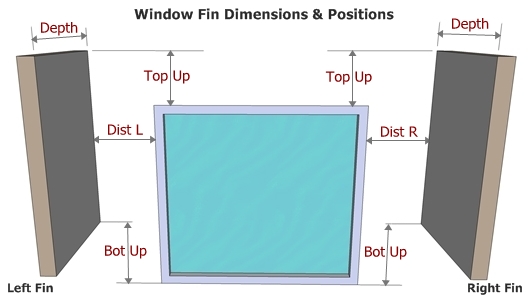 Window Fin Dimensions & Positions
Depth
Depth
Top Up
Top Up
Dist L
Dist R
Bot Up
Bot Up
Left Fin
Right Fin